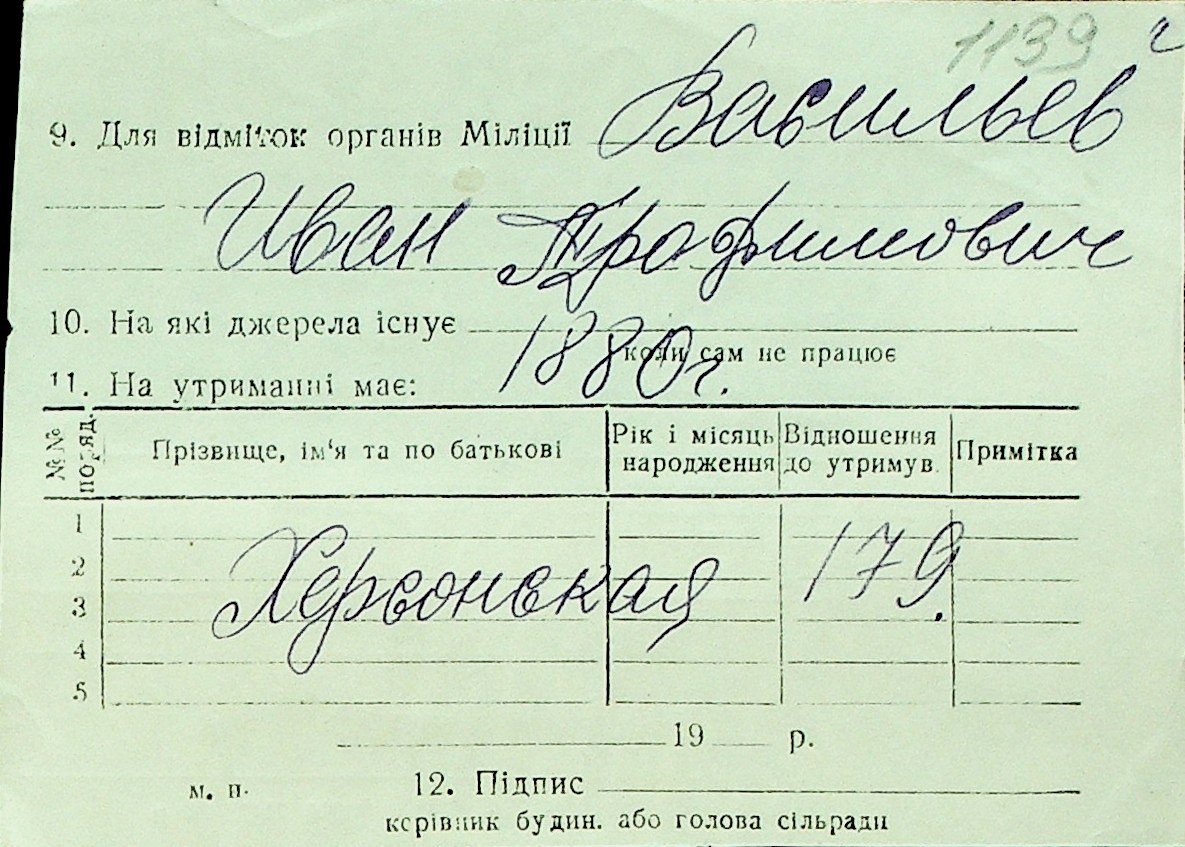 1139
9. Для відміток органів Міліції Васильев
Иван Трофимович
10. На які джерела існує
коли сам не працює
1880 г.
11. На утриманні має:
№№ поряд. Прізвище, ім'я та по батькові Рік і місяць народження Відношення до утримув. Примітка
1
2
Херсонская 179.
3
4
5
19 р.
м. п. 12. Підпис
керівник будин. або голова сільради